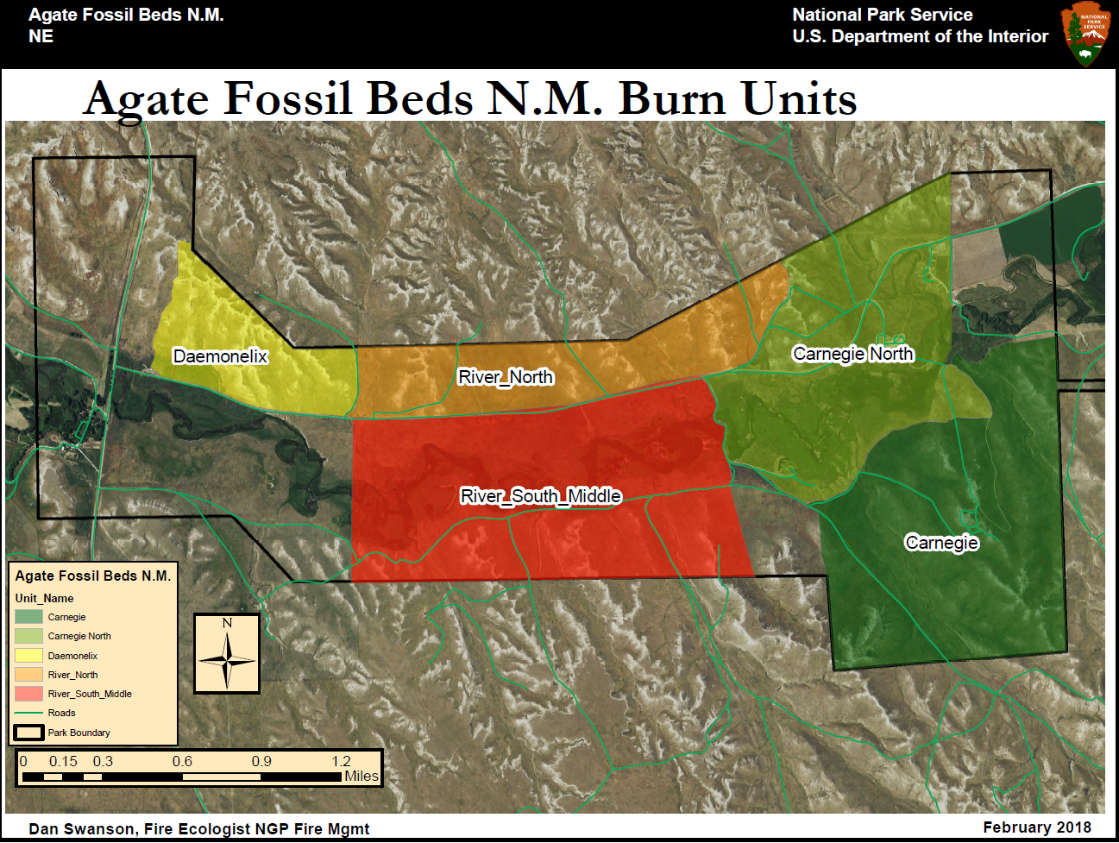 Agate Fossil Beds N.M.
NE
National Park Service
U.S. Department of the Interior
NATIONAL
PARK
SERVICE
Agate Fossil Beds N.M. Burn Units
Daemonelix
River_North
Carnegie North
River_South_Middle
Carnegie
Agate Fossil Beds N.M.
Unit_Name
Carnegie
Carnegie North
Daemonelix
River_North
River_South_Middle
Roads
Park Boundary
N
0 0.15 0.3 0.6 0.9 1.2
Miles
Dan Swanson, Fire Ecologist NGP Fire Mgmt
February 2018